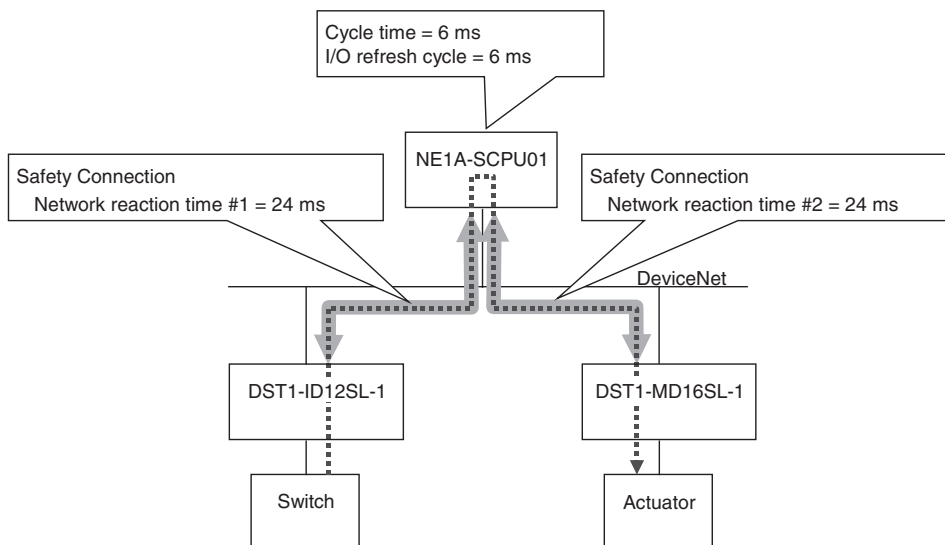 Cycle time = 6 ms
I/O refresh cycle = 6 ms
NE1A-SCPU01
Safety Connection
Network reaction time #1 = 24 ms
Safety Connection
Network reaction time #2 = 24 ms
DeviceNet
DST1-ID12SL-1
DST1-MD16SL-1
Switch
Actuator